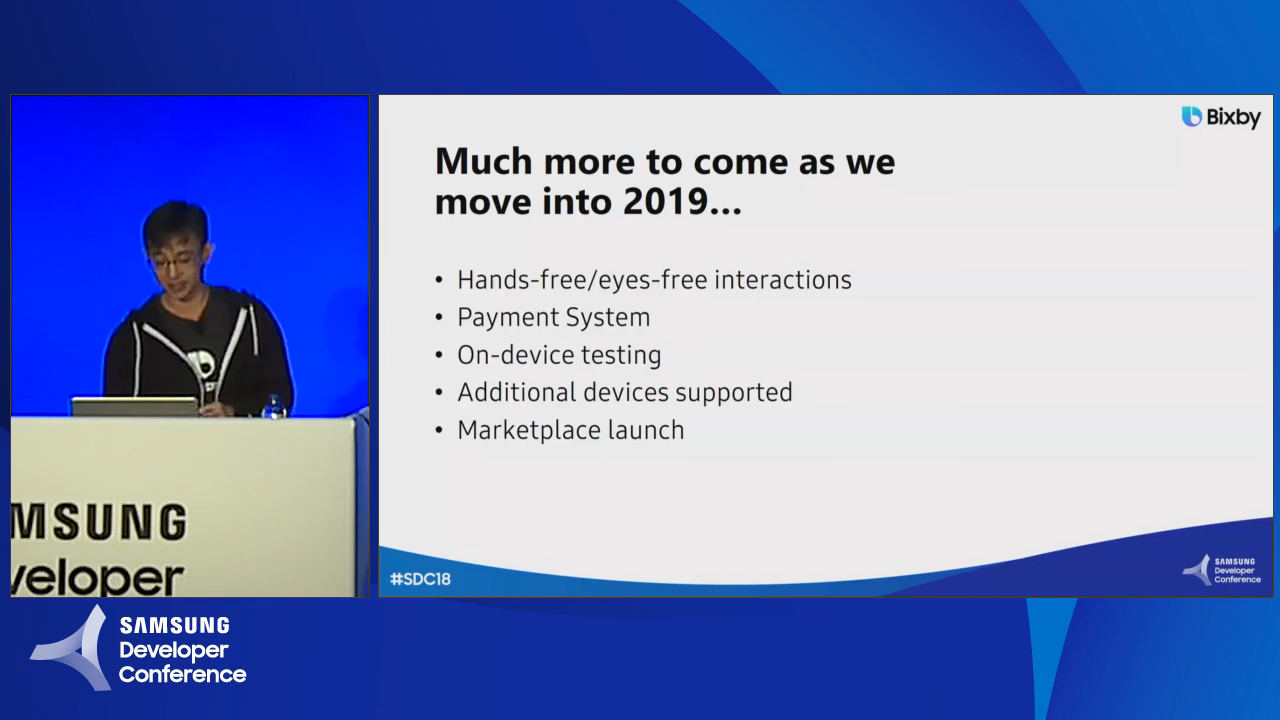 Bixby
Much more to come as we
move into 2019...
• Hands-free/eyes-free interactions
• Payment System
• On-device testing
• Additional devices supported
• Marketplace launch
MSUNG
veloper
#SDC18
SAMSUNG
Developer
Conference
SAMSUNG
Developer
Conference